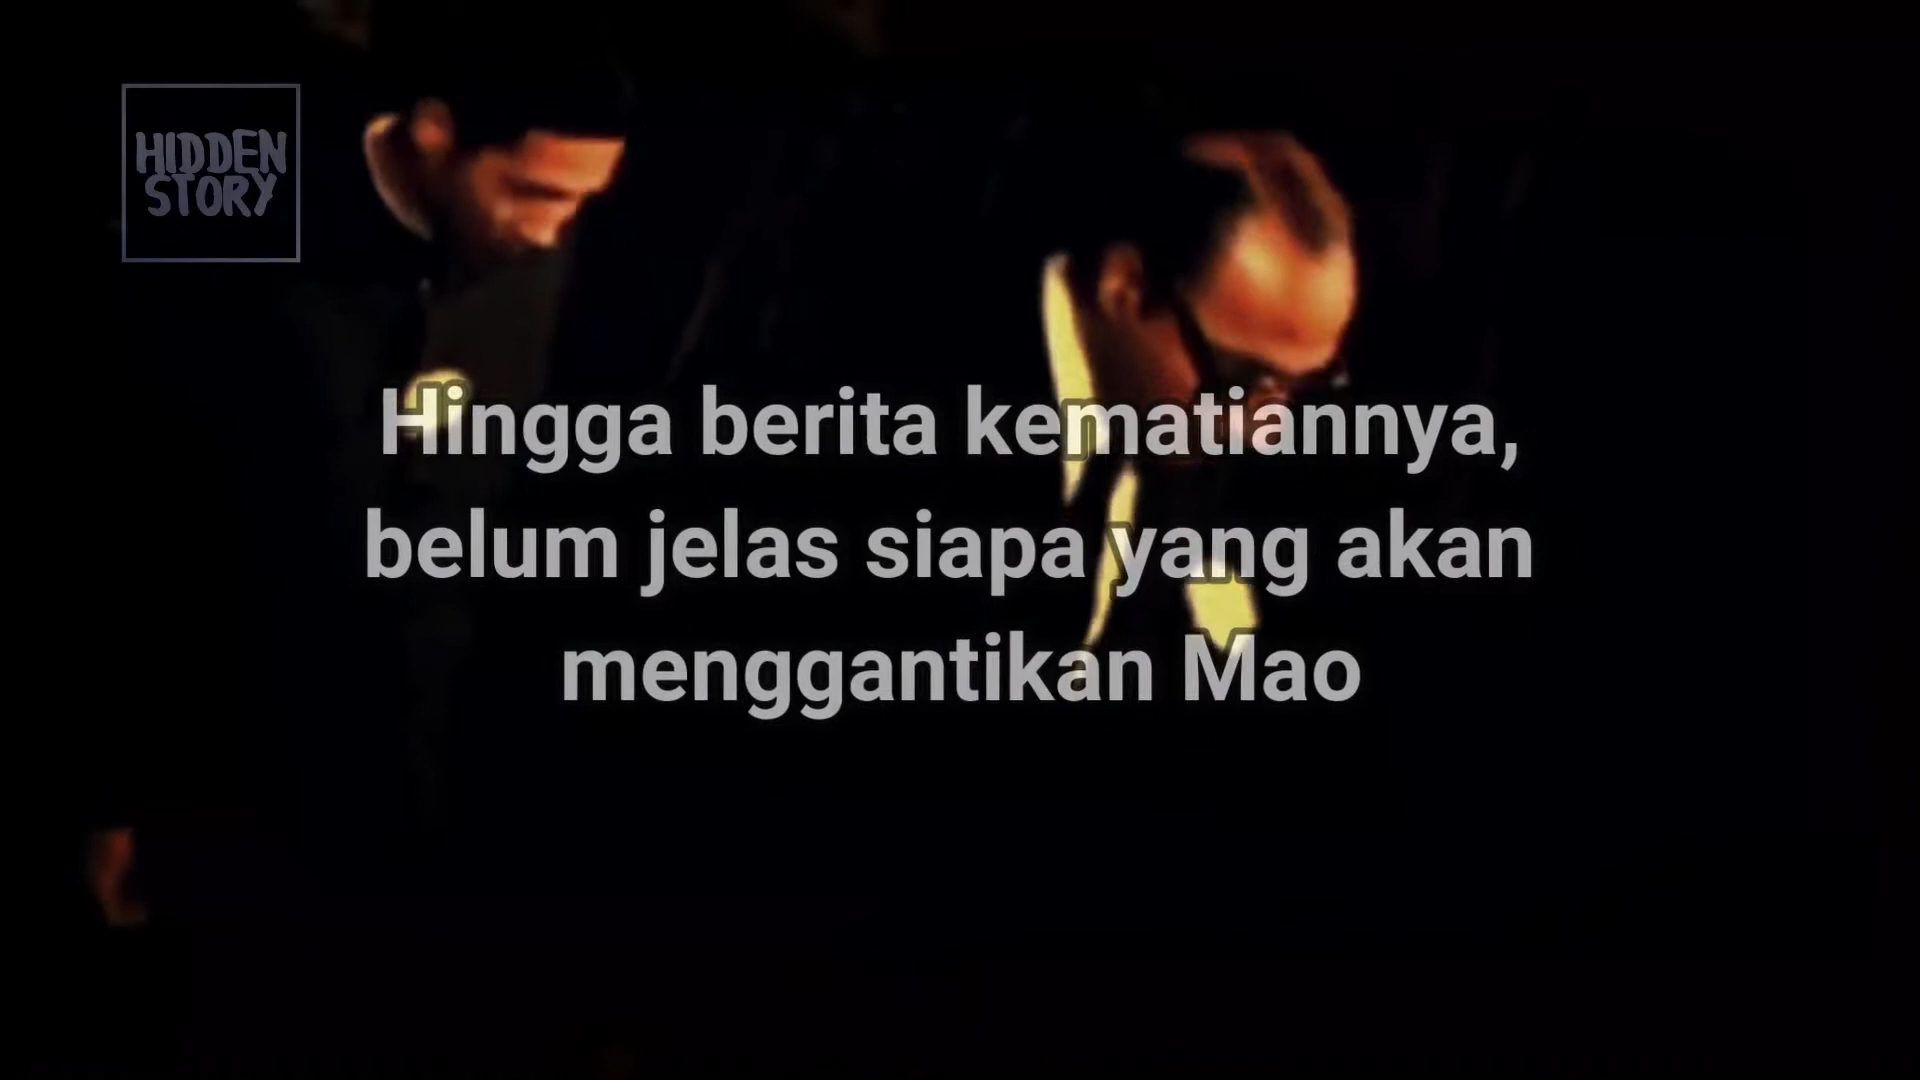 HIDDEN
STORY
Hingga berita kematiannya,
belum jelas siapa yang akan
menggantikan Mao